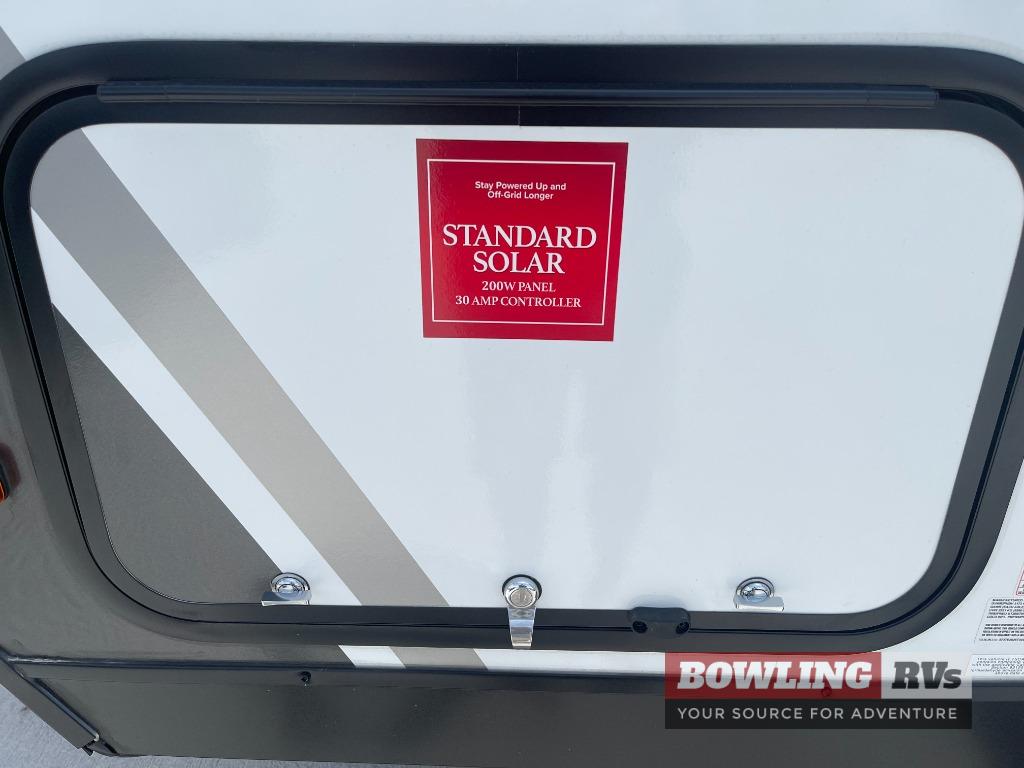 Stay Powered Up and
Off-Grid Longer
STANDARD
SOLAR
200W PANEL
30 AMP CONTROLLER
BOWLING RVs
YOUR SOURCE FOR ADVENTURE